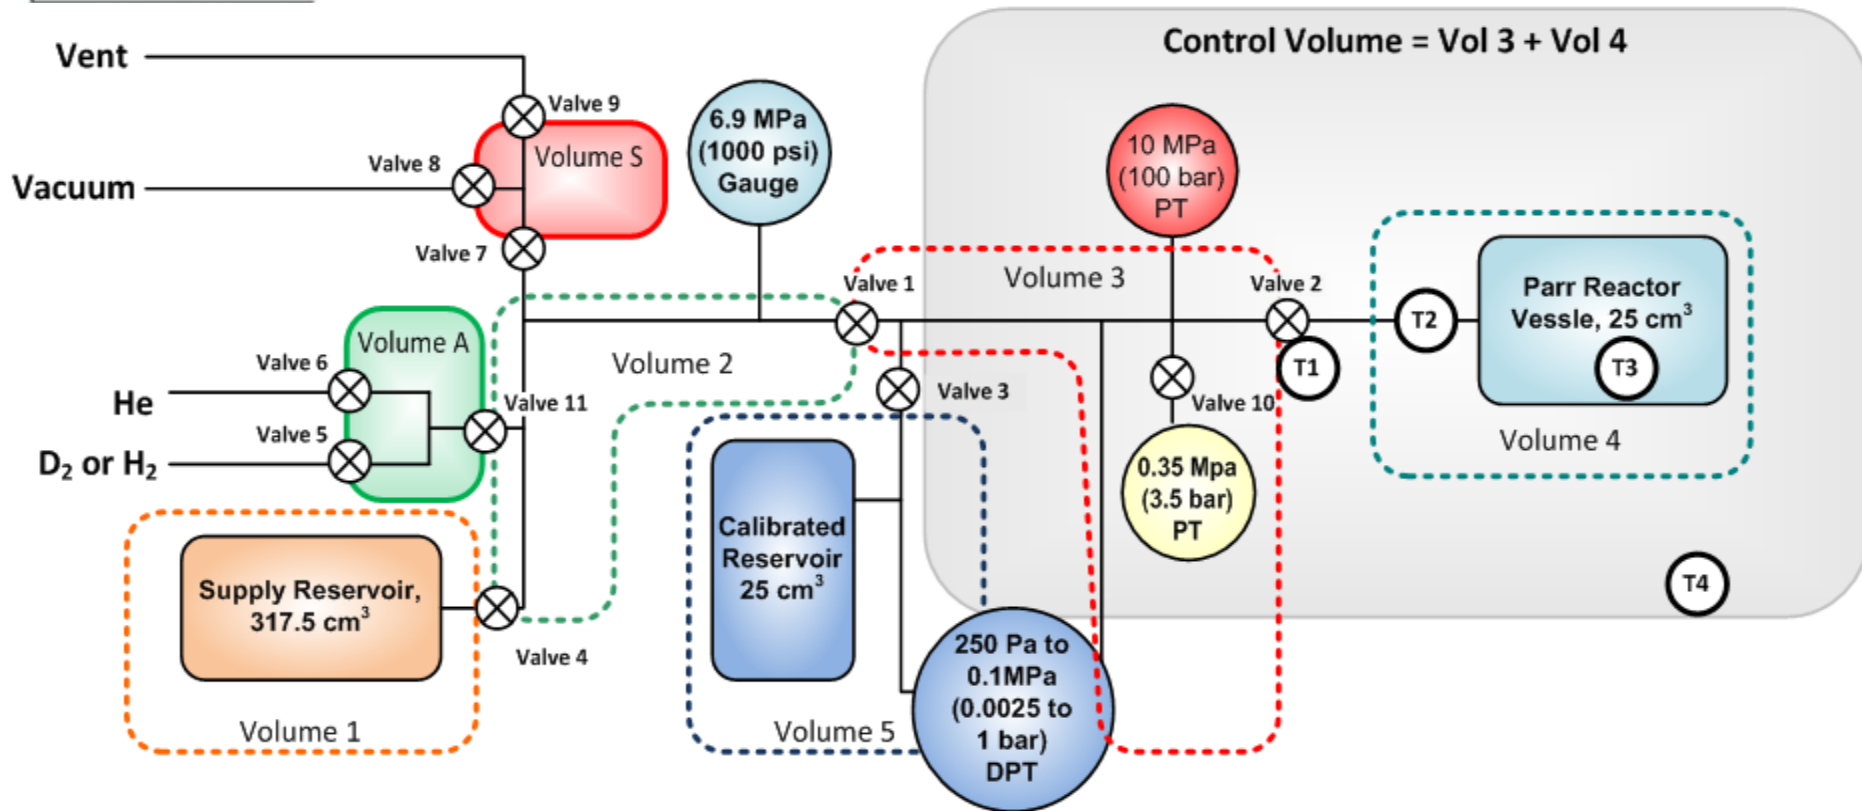 Control Volume = Vol 3 + Vol 4
Vent
Valve 9
Volume S
Valve 8
Vacuum
Valve 7
6.9 MPa
(1000 psi)
Gauge
10 MPa
(100 bar)
PT
Volume 3
Valve 1
Valve 2
T1
T2
Parr Reactor
Vessle, 25 cm³
T3
Volume 4
Volume A
Valve 6
He
Valve 5
D₂ or H₂
Valve 11
Volume 2
Valve 3
Valve 10
0.35 Mpa
(3.5 bar)
PT
Supply Reservoir,
317.5 cm³
Valve 4
Volume 1
Calibrated
Reservoir
25 cm³
Volume 5
250 Pa to
0.1MPa
(0.0025 to
1 bar)
DPT
T4